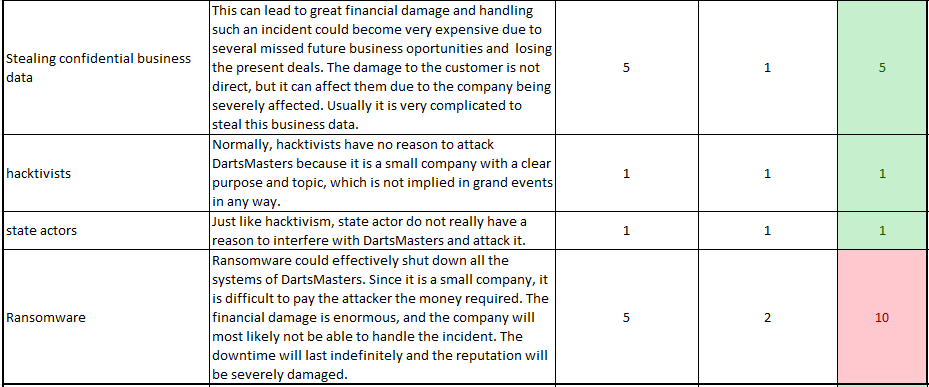 This can lead to great financial damage and handling
such an incident could become very expensive due to
several missed future business oportunities and  losing
Stealing confidential business
data
the present deals. The damage to the customer is not
5
1
5
direct, but it can affect them due to the company being
severely affected. Usually it is very complicated to
steal this business data.
Normally, hacktivists have no reason to attack
hacktivists
DartsMasters because it is a small company with a clear
1
1
1
purpose and topic, which is not implied in grand events
in any way.
state actors
Just like hacktivism, state actor do not really have a
reason to interfere with DartsMasters and attack it.
1
1
1
Ransomware could effectively shut down all the
systems of DartsMasters. Since it is a small company, it
is difficult to pay the attacker the money required. The
Ransomware
financial damage is enormous, and the company will
5
2
10
most likely not be able to handle the incident. The
downtime will last indefinitely and the reputation will
be severely damaged.